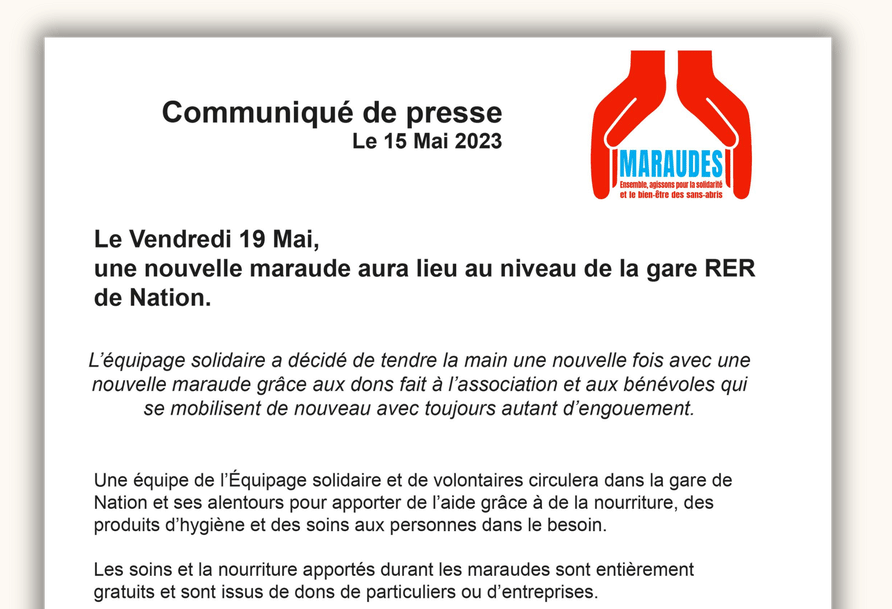 Communiqué de presse
Le 15 Mai 2023
MARAUDES
Ensemble, agissons pour la solidarité
et le bien-être des sans-abris
Le Vendredi 19 Mai,
une nouvelle maraude aura lieu au niveau de la gare RER
de Nation.
L’équipage solidaire a décidé de tendre la main une nouvelle fois avec une
nouvelle maraude grâce aux dons fait à l’association et aux bénévoles qui
se mobilisent de nouveau avec toujours autant d’engouement.
Une équipe de l’Équipage solidaire et de volontaires circulera dans la gare de
Nation et ses alentours pour apporter de l’aide grâce à de la nourriture, des
produits d’hygiène et des soins aux personnes dans le besoin.
Les soins et la nourriture apportés durant les maraudes sont entièrement
gratuits et sont issus de dons de particuliers ou d’entreprises.